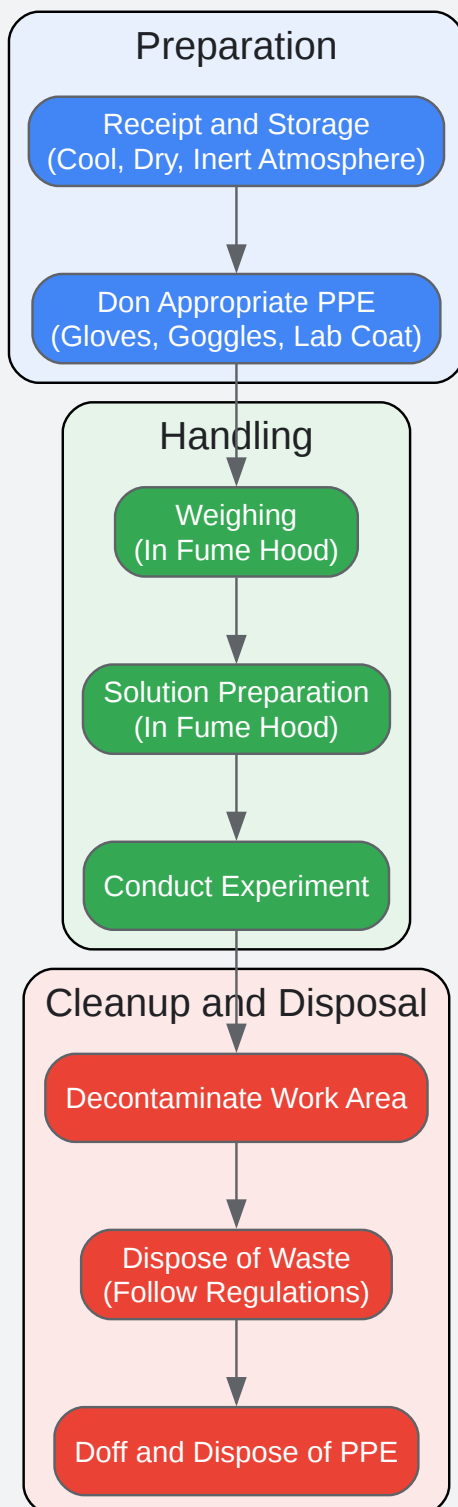 Preparation
Receipt and Storage
(Cool, Dry, Inert Atmosphere)
Don Appropriate PPE
(Gloves, Goggles, Lab Coat)
Handling
Weighing
(In Fume Hood)
Solution Preparation
(In Fume Hood)
Conduct Experiment
Cleanup and Disposal
Decontaminate Work Area
Dispose of Waste
(Follow Regulations)
Doff and Dispose of PPE